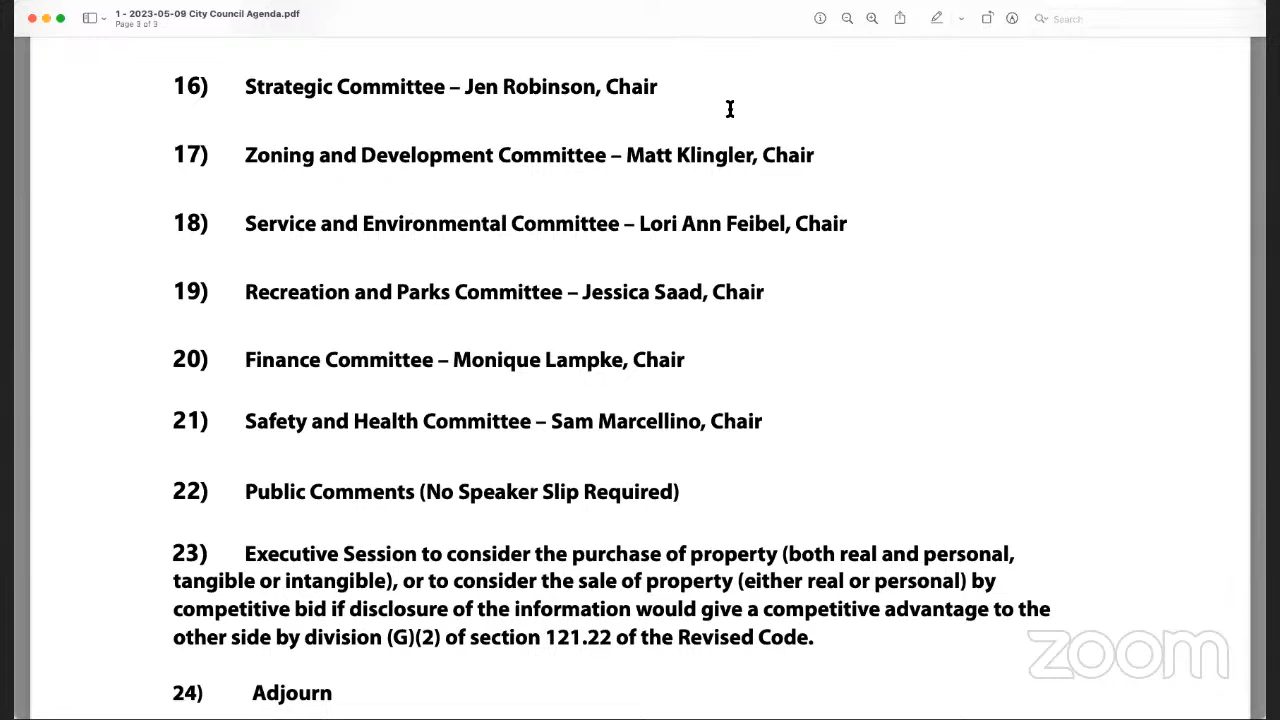 1 - 2023-05-09 City Council Agenda.pdf
Page 3 of 3
Search
16) Strategic Committee – Jen Robinson, Chair
17) Zoning and Development Committee – Matt Klingler, Chair
18) Service and Environmental Committee – Lori Ann Feibel, Chair
19) Recreation and Parks Committee – Jessica Saad, Chair
20) Finance Committee – Monique Lampke, Chair
21) Safety and Health Committee – Sam Marcellino, Chair
22) Public Comments (No Speaker Slip Required)
23) Executive Session to consider the purchase of property (both real and personal,
tangible or intangible), or to consider the sale of property (either real or personal) by
competitive bid if disclosure of the information would give a competitive advantage to the
other side by division (G)(2) of section 121.22 of the Revised Code.
zoom
24) Adjourn